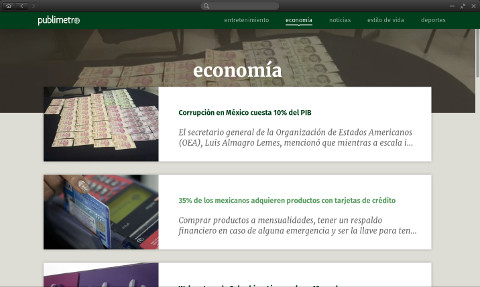 publimetro
entretenimiento economía noticias estilo de vida deportes
economía
Corrupción en México cuesta 10% del PIB
El secretario general de la Organización de Estados Americanos
(OEA), Luis Almagro Lemes, mencionó que mientras a escala i...
35% de los mexicanos adquieren productos con tarjetas de crédito
Comprar productos a mensualidades, tener un respaldo
financiero en caso de alguna emergencia y ser la llave para ten...